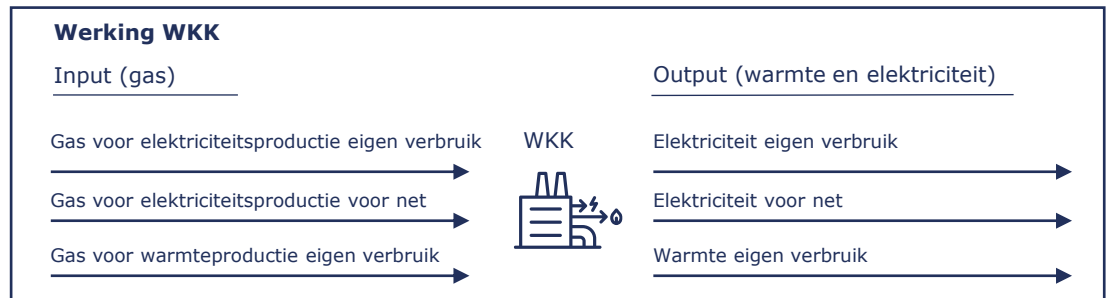 Werking WKK
Input (gas)
Output (warmte en elektriciteit)
Gas voor elektriciteitsproductie eigen verbruik
WKK
Elektriciteit eigen verbruik
Gas voor elektriciteitsproductie voor net
Elektriciteit voor net
Gas voor warmteproductie eigen verbruik
Warmte eigen verbruik